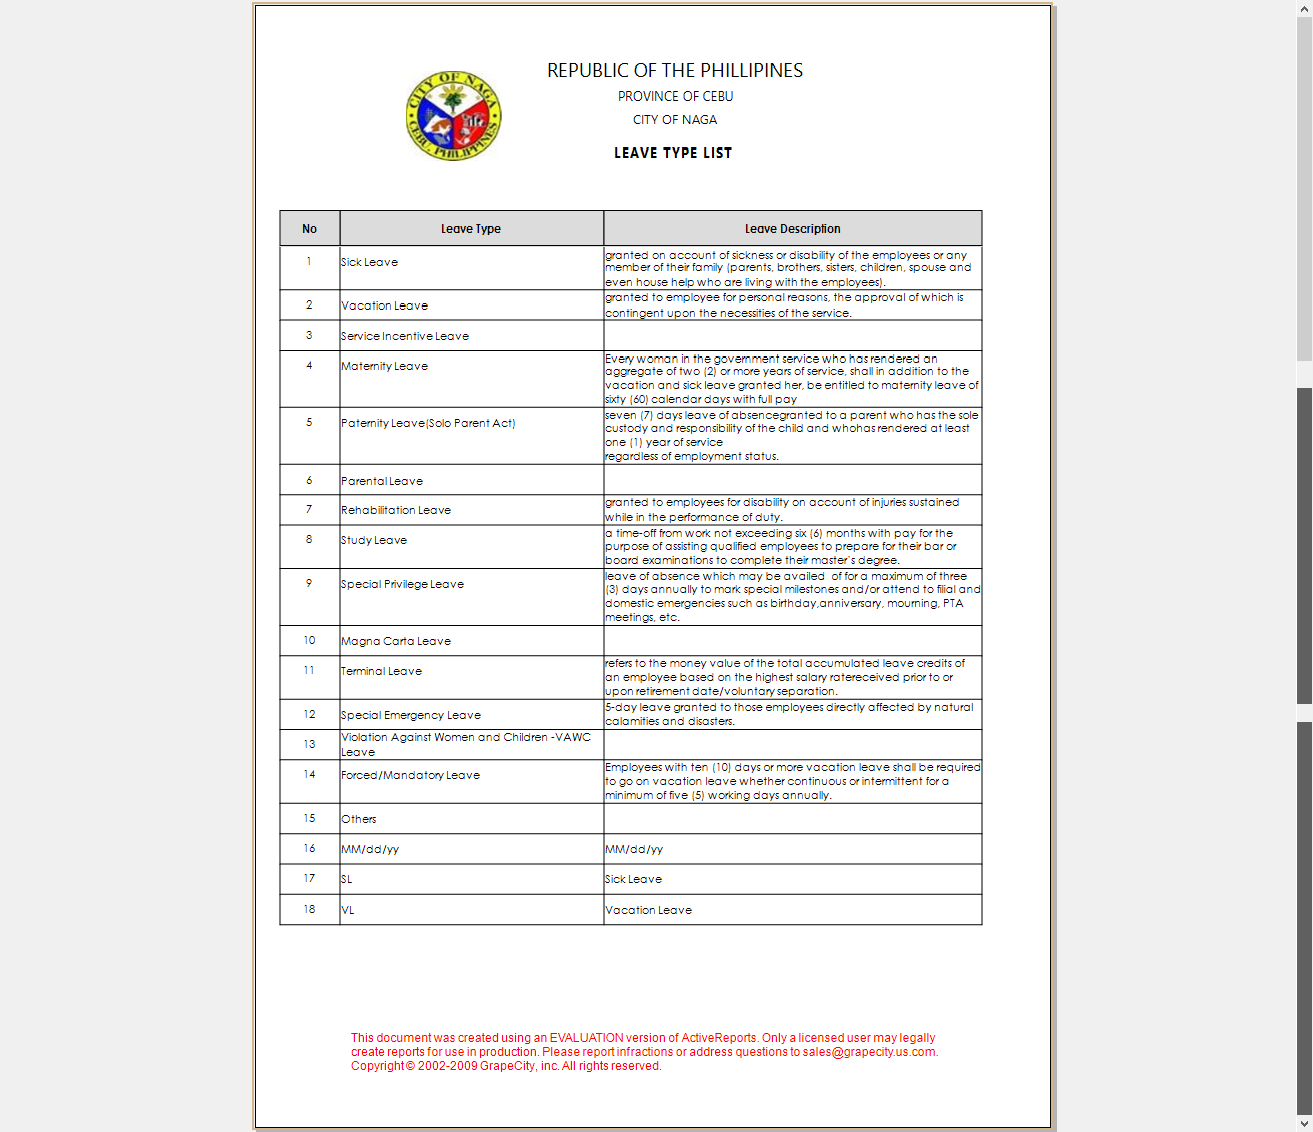 CITY OF NAGA
CEBU, PHILIPPINES
REPUBLIC OF THE PHILLIPINES
PROVINCE OF CEBU
CITY OF NAGA
LEAVE TYPE LIST
No Leave Type Leave Description
1 Sick Leave granted on account of sickness or disability of the employees or any
member of their family (parents, brothers, sisters, children, spouse and
even house help who are living with the employees).
2 Vacation Leave granted to employee for personal reasons, the approval of which is
contingent upon the necessities of the service.
3 Service Incentive Leave
4 Maternity Leave Every woman in the government service who has rendered an
aggregate of two (2) or more years of service, shall in addition to the
vacation and sick leave granted her, be entitled to maternity leave of
sixty (60) calendar days with full pay
5 Paternity Leave(Solo Parent Act) seven (7) days leave of absencegranted to a parent who has the sole
custody and responsibility of the child and whohas rendered at least
one (1) year of service
regardless of employment status.
6 Parental Leave
7 Rehabilitation Leave granted to employees for disability on account of injuries sustained
while in the performance of duty.
8 Study Leave a time-off from work not exceeding six (6) months with pay for the
purpose of assisting qualified employees to prepare for their bar or
board examinations to complete their master's degree.
9 Special Privilege Leave leave of absence which may be availed of for a maximum of three
(3) days annually to mark special milestones and/or attend to filial and
domestic emergencies such as birthday,anniversary, mourning, PTA
meetings, etc.
10 Magna Carta Leave
11 Terminal Leave refers to the money value of the total accumulated leave credits of
an employee based on the highest salary ratereceived prior to or
upon retirement date/voluntary separation.
12 Special Emergency Leave 5-day leave granted to those employees directly affected by natural
calamities and disasters.
13 Violation Against Women and Children -VAWC
Leave
14 Forced/Mandatory Leave Employees with ten (10) days or more vacation leave shall be required
to go on vacation leave whether continuous or intermittent for a
minimum of five (5) working days annually.
15 Others
16 MM/dd/yy MM/dd/yy
17 SL Sick Leave
18 VL Vacation Leave
This document was created using an EVALUATION version of ActiveReports. Only a licensed user may legally
create reports for use in production. Please report infractions or address questions to sales@grapecity.us.com.
Copyright © 2002-2009 GrapeCity, inc. All rights reserved.